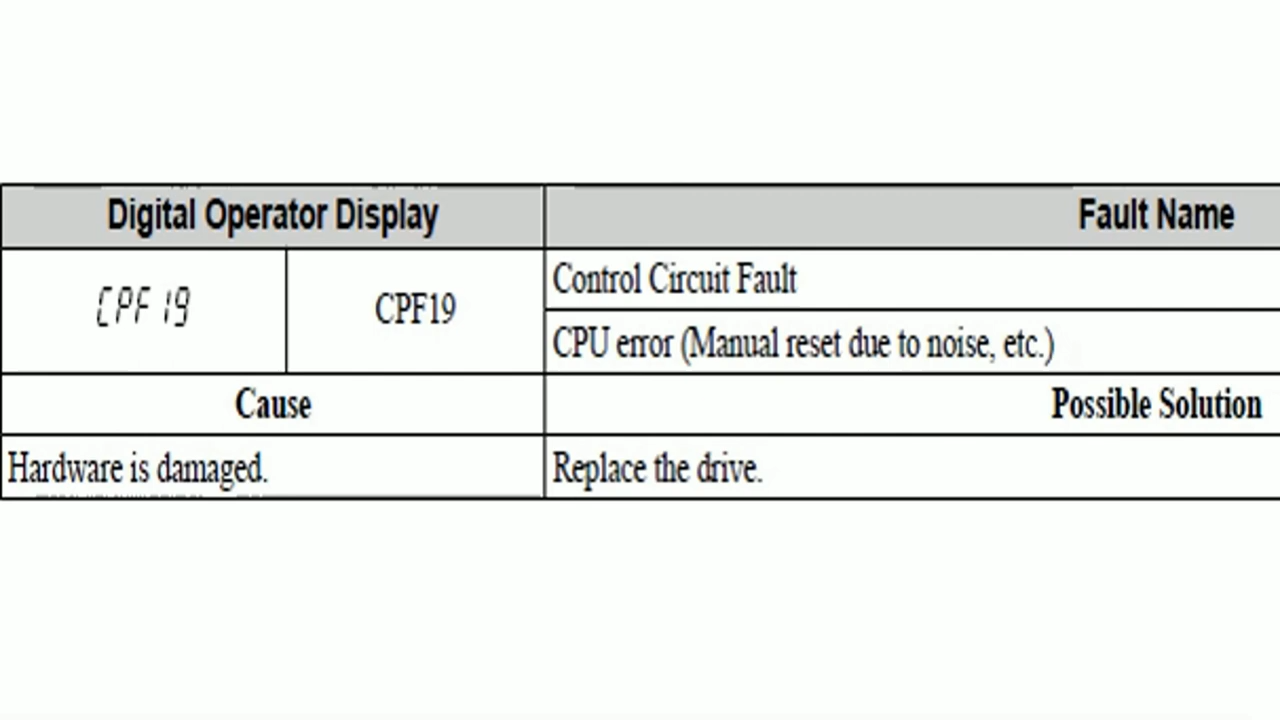 Digital Operator Display Fault Name
CPF19 CPF19 Control Circuit Fault
CPU error (Manual reset due to noise, etc.)
Cause Possible Solution
Hardware is damaged. Replace the drive.